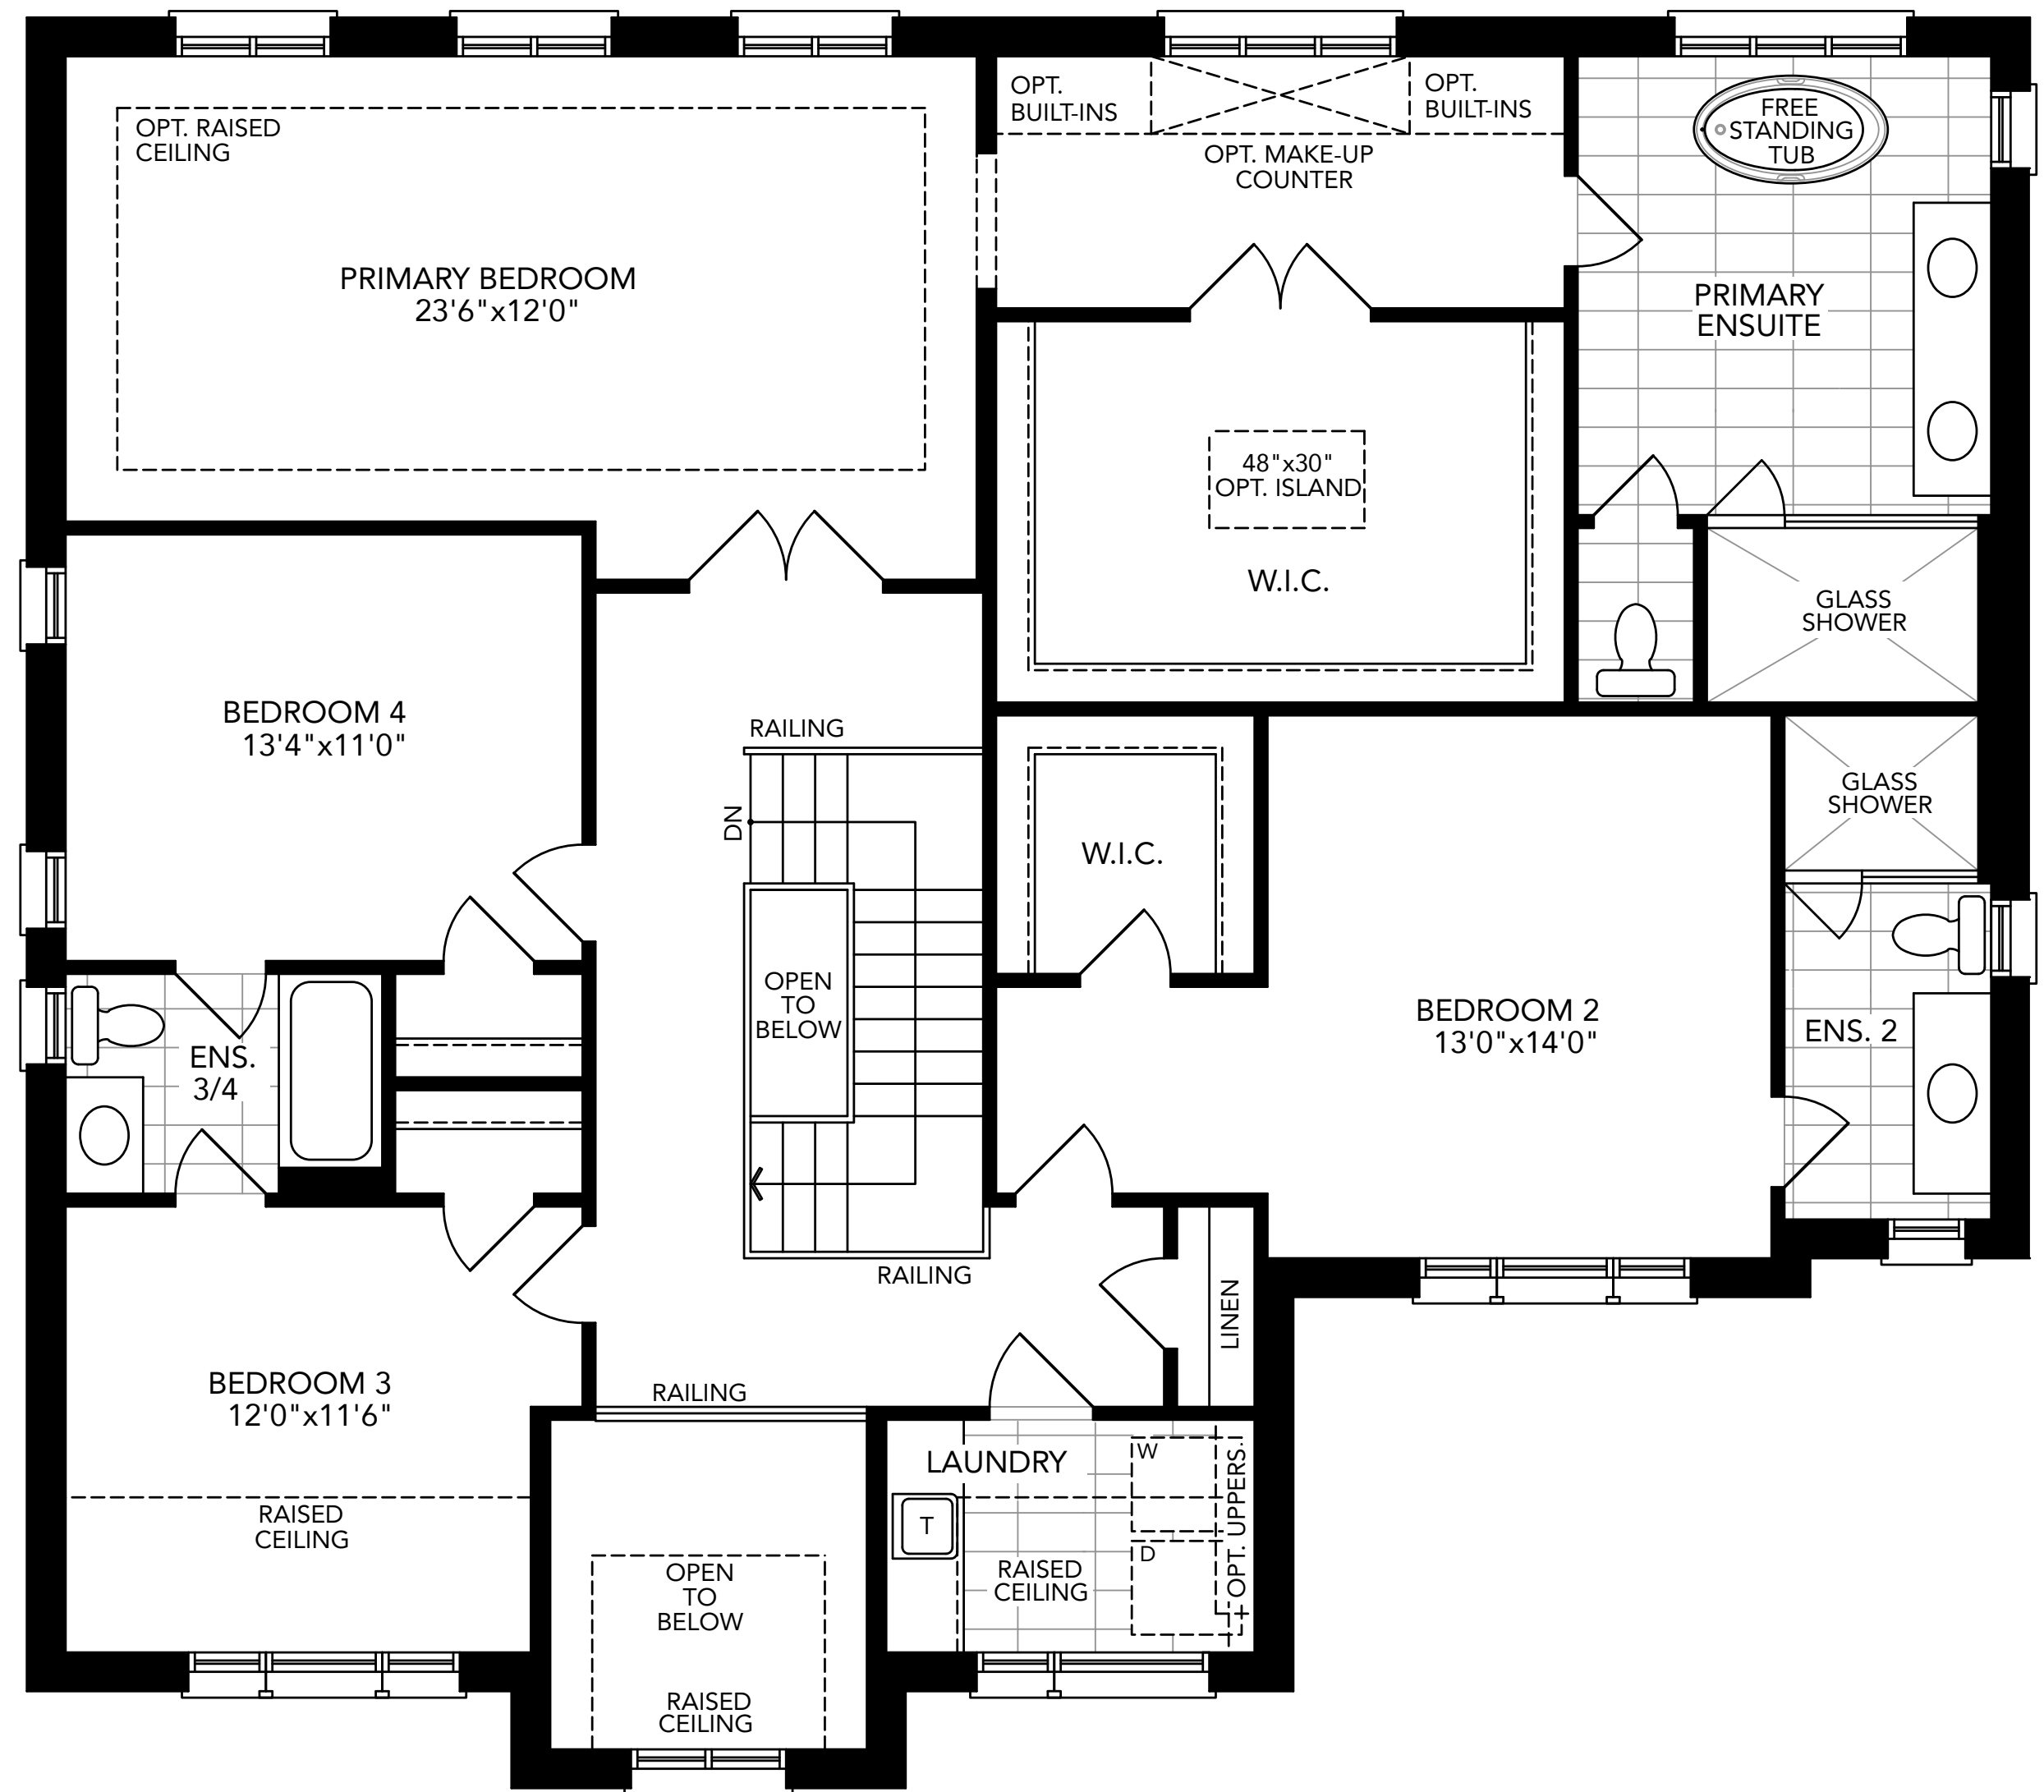 OPT. RAISED
CEILING
PRIMARY BEDROOM
23'6"x12'0"
OPT.
BUILT-INS
OPT.
BUILT-INS
OPT. MAKE-UP
COUNTER
FREE
STANDING
TUB
PRIMARY
ENSUITE
48"x30"
OPT. ISLAND
W.I.C.
GLASS
SHOWER
BEDROOM 4
13'4"x11'0"
RAILING
DN
OPEN
TO
BELOW
W.I.C.
GLASS
SHOWER
BEDROOM 2
13'0"x14'0"
ENS. 2
ENS.
3/4
RAILING
LINEN
BEDROOM 3
12'0"x11'6"
RAISED
CEILING
RAILING
OPEN
TO
BELOW
RAISED
CEILING
LAUNDRY
T
W
D
RAISED
CEILING
OPT. UPPERS.